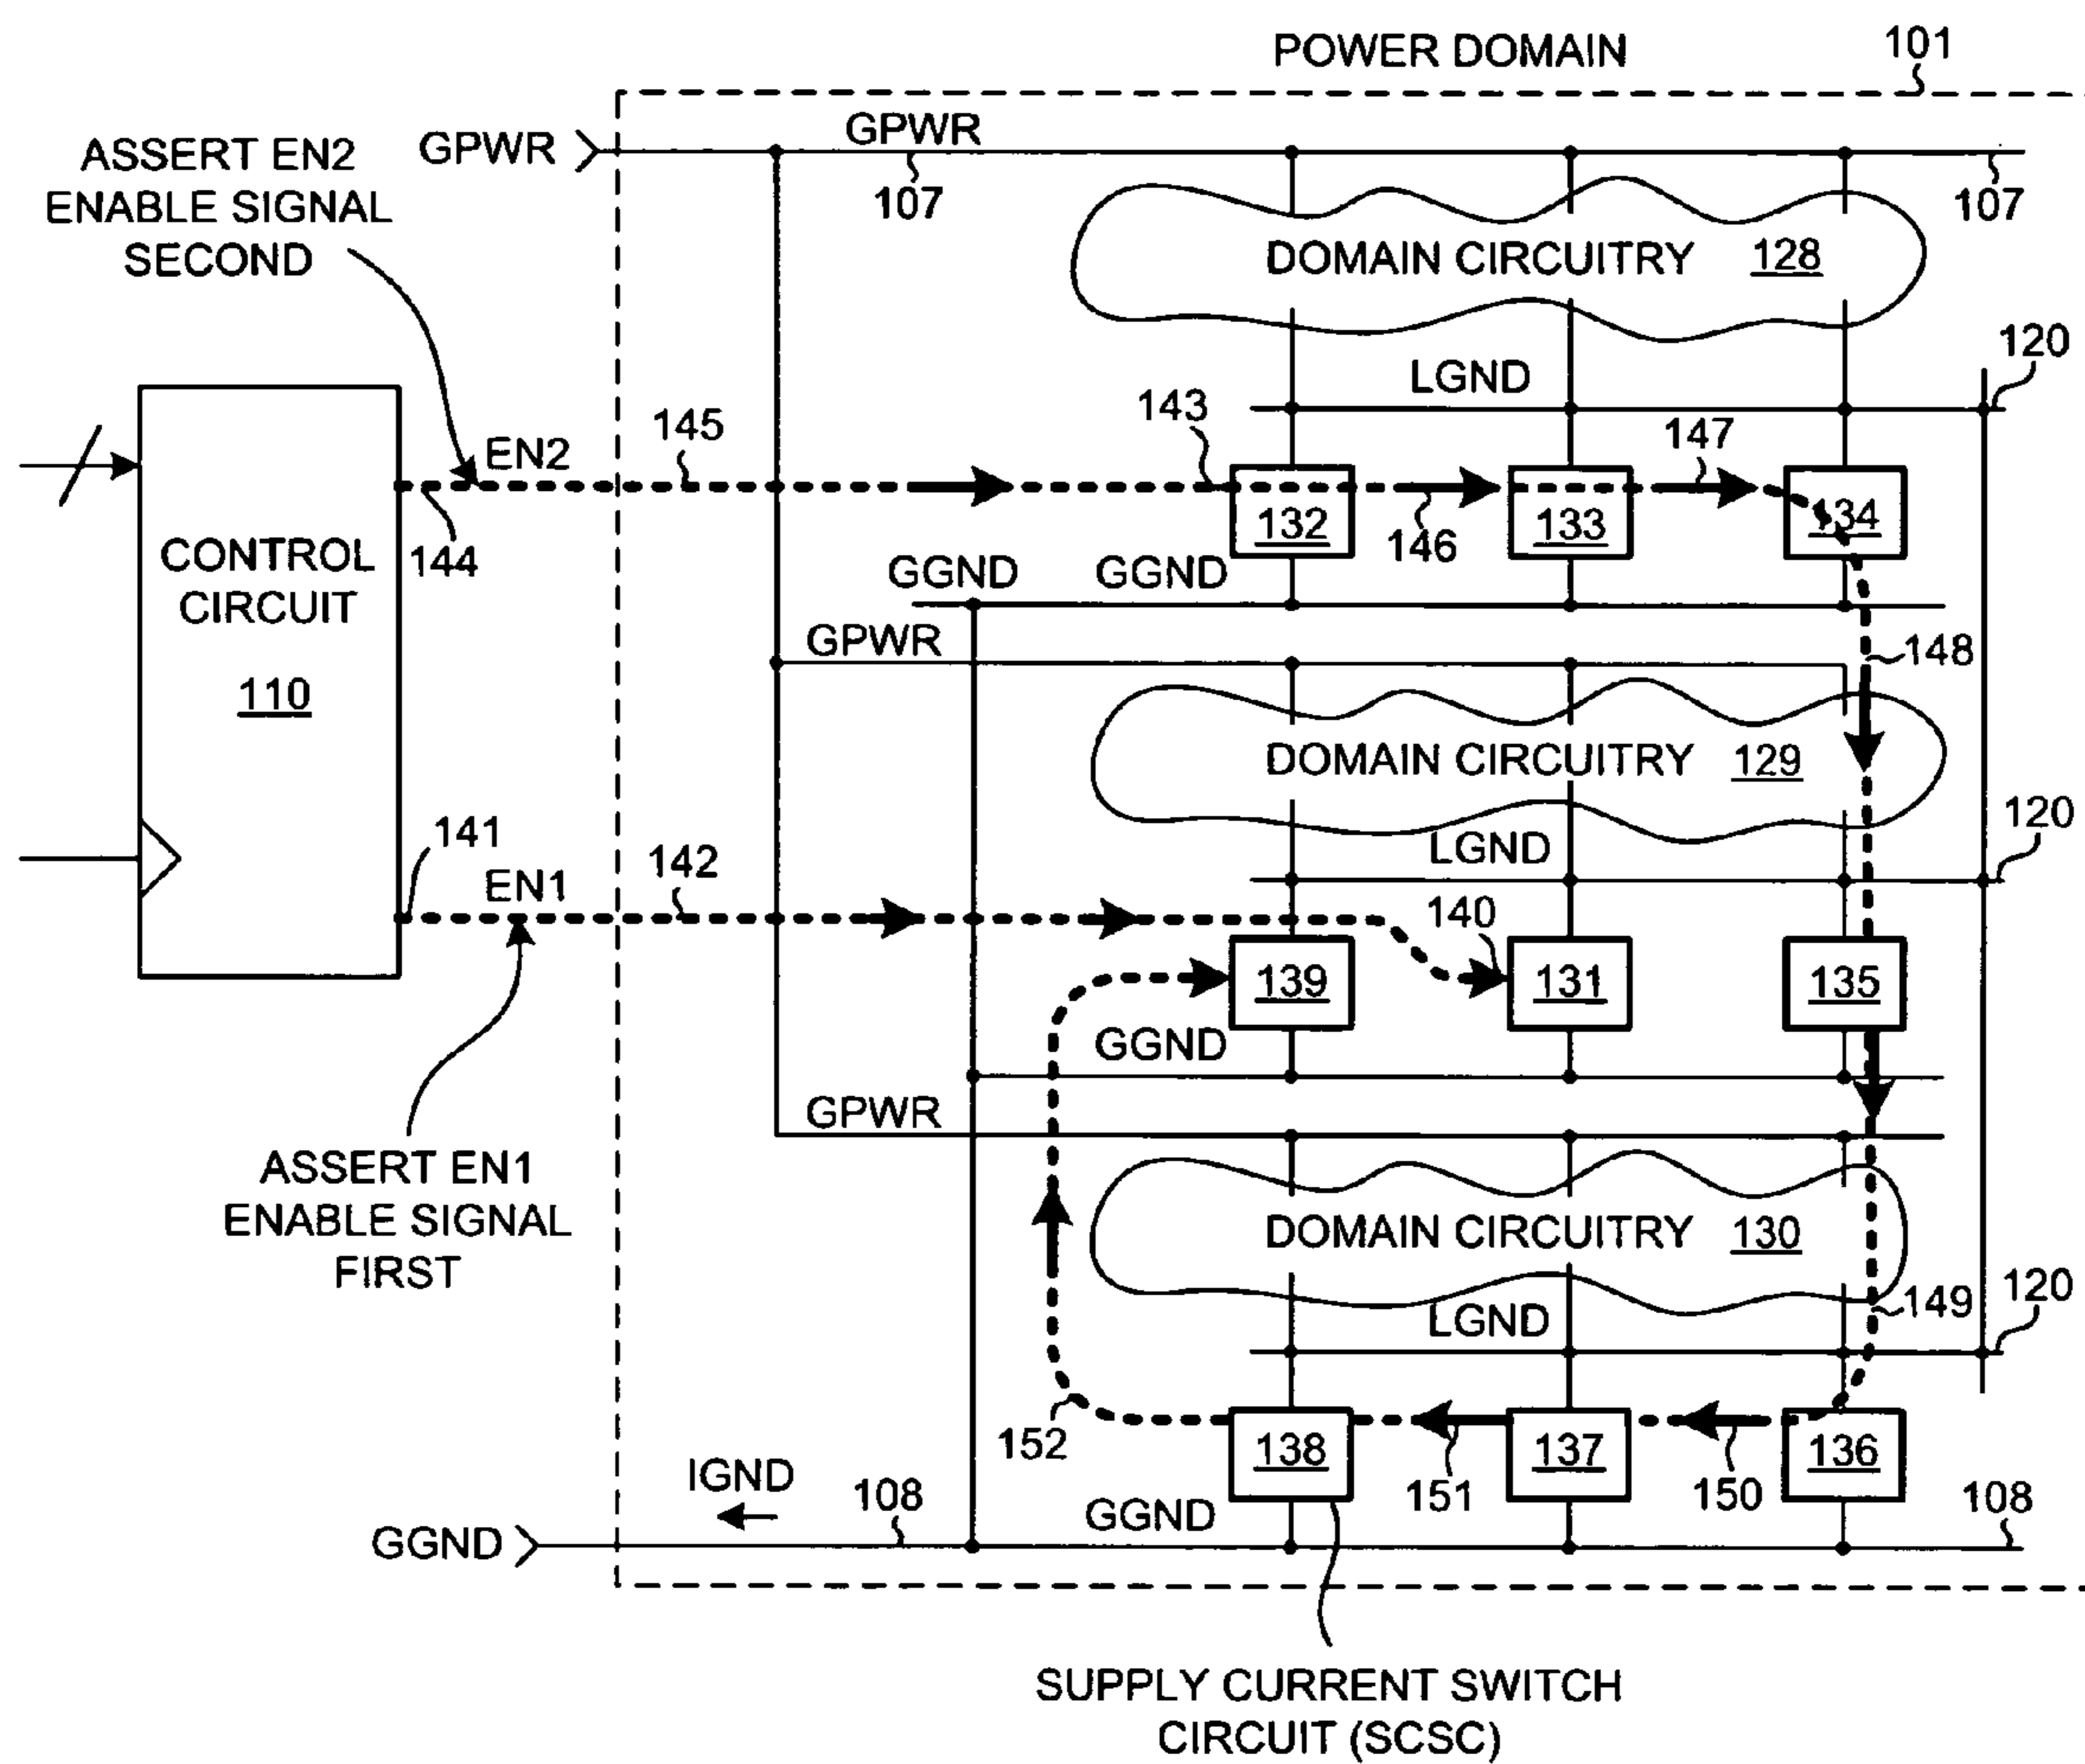 POWER DOMAIN
101
ASSERT EN2
ENABLE SIGNAL
SECOND
GPWR
GPWR
107
107
DOMAIN CIRCUITRY 128
120
LGND
EN2
145
143
147
144
132
146
133
134
CONTROL
CIRCUIT
110
GGND
GGND
GPWR
148
DOMAIN CIRCUITRY 129
120
LGND
141
EN1
142
140
139
131
135
GGND
GPWR
ASSERT EN1
ENABLE SIGNAL
FIRST
DOMAIN CIRCUITRY 130
149
120
LGND
152
138
151
137
150
136
IGND
108
GGND
108
GGND
SUPPLY CURRENT SWITCH
CIRCUIT (SCSC)